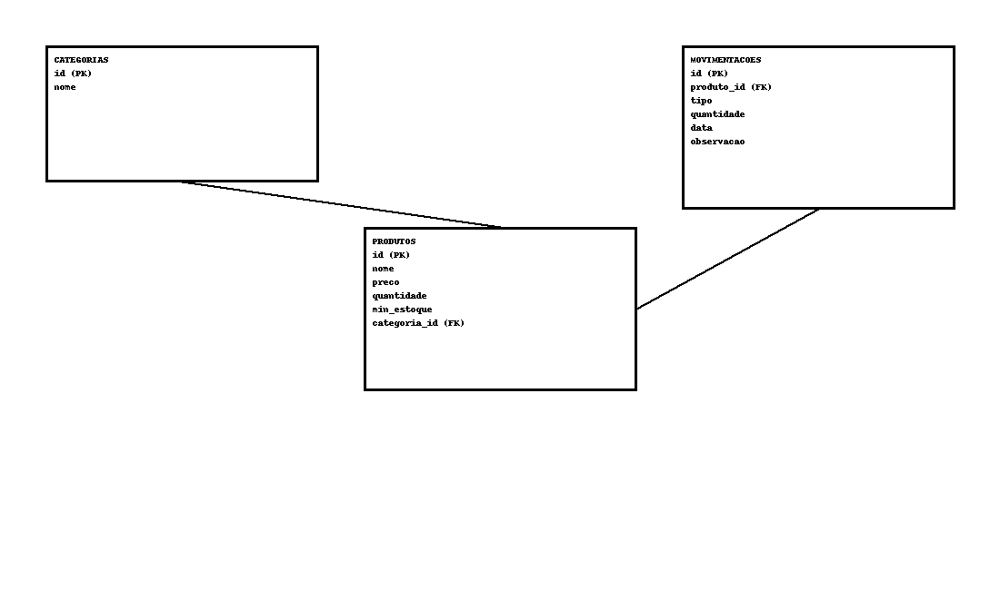 CATEGORIAS
id (PK)
nome
MOVIMENTACOES
id (PK)
produto_id (FK)
tipo
quantidade
data
observacao
PRODUTOS
id (PK)
nome
preco
quantidade
min_estoque
categoria_id (FK)